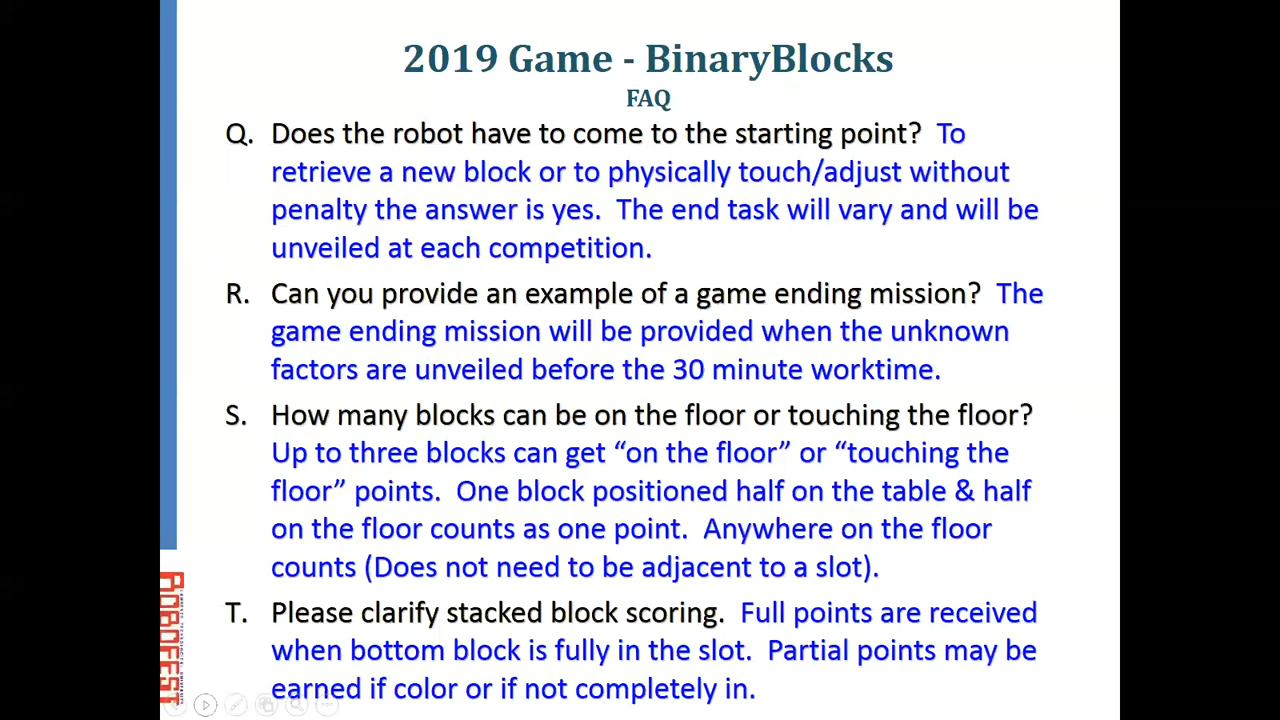 2019 Game - BinaryBlocks
FAQ
Q. Does the robot have to come to the starting point? To
retrieve a new block or to physically touch/adjust without
penalty the answer is yes. The end task will vary and will be
unveiled at each competition.
R. Can you provide an example of a game ending mission? The
game ending mission will be provided when the unknown
factors are unveiled before the 30 minute worktime.
S. How many blocks can be on the floor or touching the floor?
Up to three blocks can get “on the floor” or “touching the
floor” points. One block positioned half on the table & half
on the floor counts as one point. Anywhere on the floor
counts (Does not need to be adjacent to a slot).
T. Please clarify stacked block scoring. Full points are received
when bottom block is fully in the slot. Partial points may be
earned if color or if not completely in.
ROBOFEST